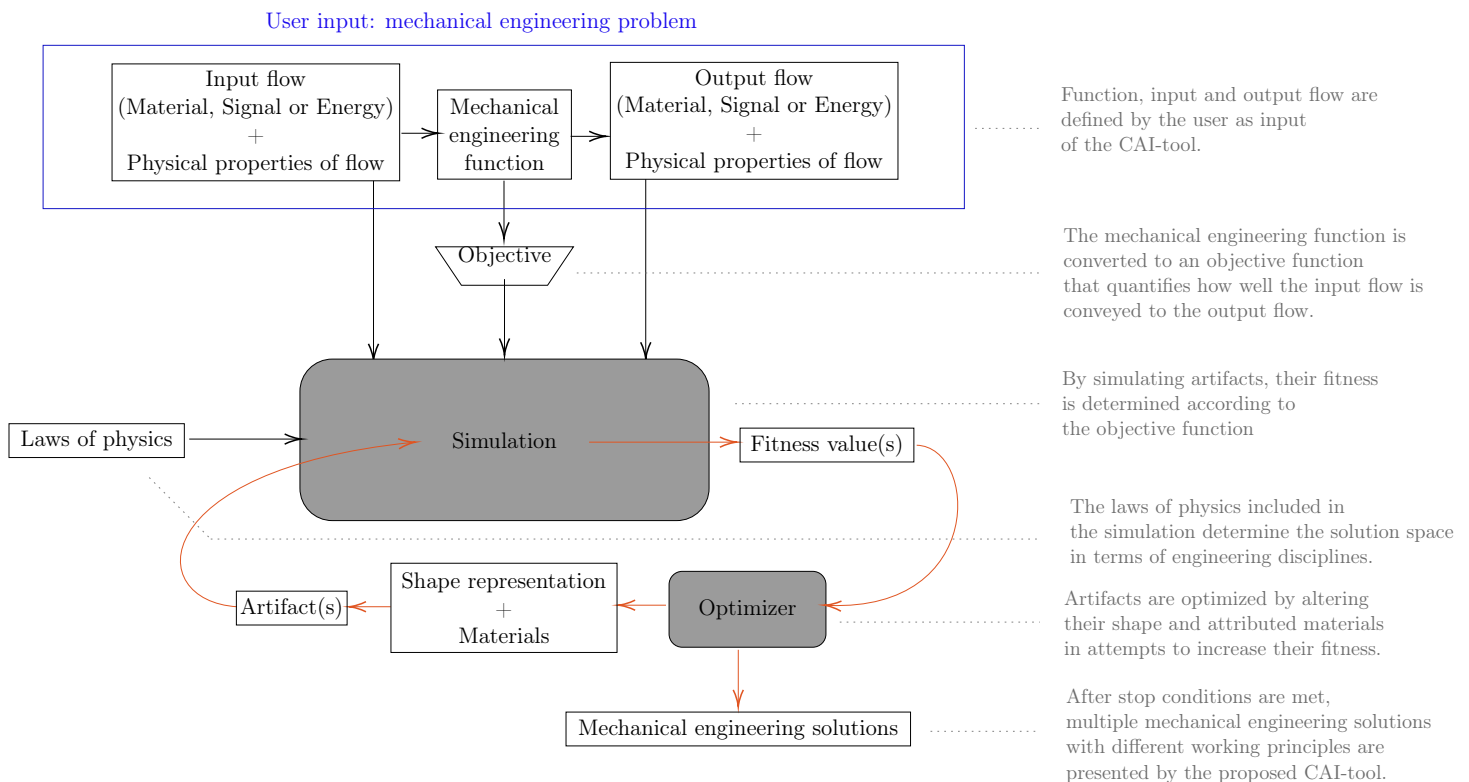 User input: mechanical engineering problem
Input flow
(Material, Signal or Energy)
+
Physical properties of flow
Mechanical
engineering
function
Output flow
(Material, Signal or Energy)
+
Physical properties of flow
Function, input and output flow are
defined by the user as input
of the CAI-tool.
Objective
The mechanical engineering function is
converted to an objective function
that quantifies how well the input flow is
conveyed to the output flow.
By simulating artifacts, their fitness
is determined according to
the objective function
Laws of physics
Simulation
Fitness value(s)
The laws of physics included in
the simulation determine the solution space
in terms of engineering disciplines.
Artifact(s)
Shape representation
+
Materials
Optimizer
Artifacts are optimized by altering
their shape and attributed materials
in attempts to increase their fitness.
Mechanical engineering solutions
After stop conditions are met,
multiple mechanical engineering solutions
with different working principles are
presented by the proposed CAI-tool.